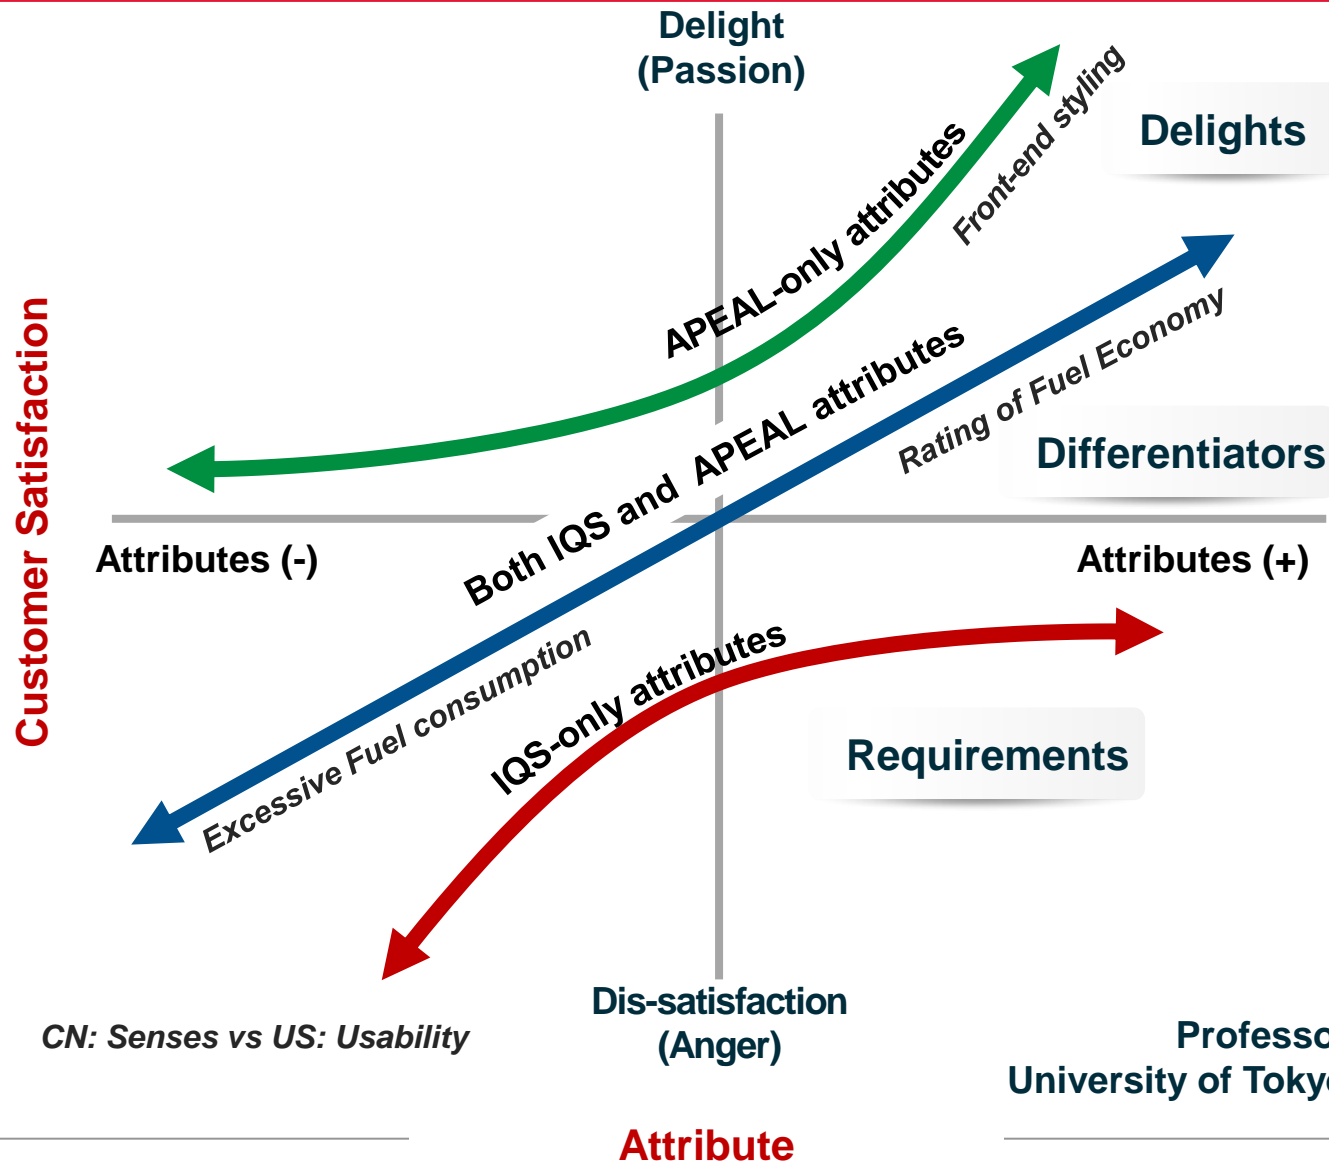 Delight
(Passion)
Front-end styling
Delights
APEAL-only attributes
Customer Satisfaction
Both IQS and APEAL attributes
Rating of Fuel Economy
Differentiators
Attributes (-)
Attributes (+)
Excessive Fuel consumption
IQS-only attributes
Requirements
Dis-satisfaction
(Anger)
CN: Senses vs US: Usability
University of
Attribute